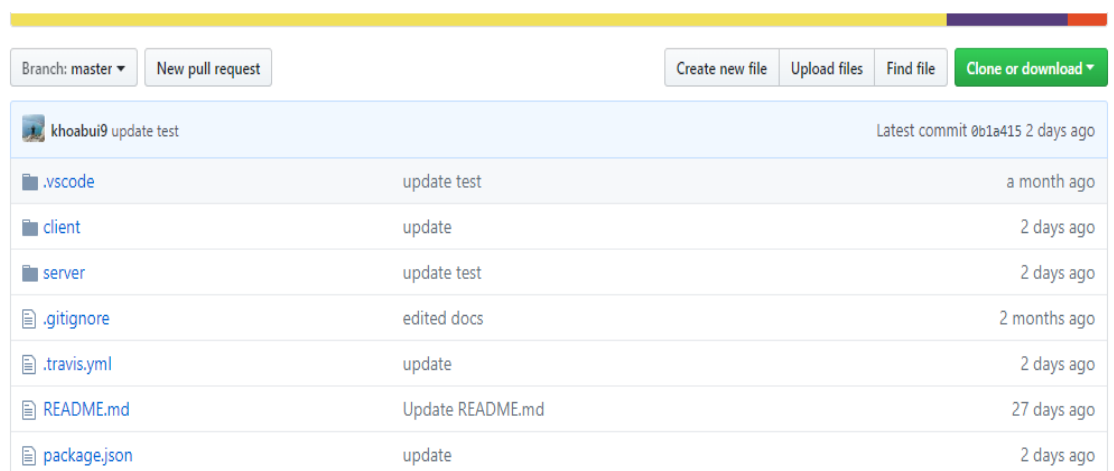 Branch: master New pull request Create new file Upload files Find file Clone or download
khoabui9 update test Latest commit 0b1a415 2 days ago
.vscode update test a month ago
client update 2 days ago
server update test 2 days ago
.gitignore edited docs 2 months ago
.travis.yml update 2 days ago
README.md Update README.md 27 days ago
package.json update 2 days ago